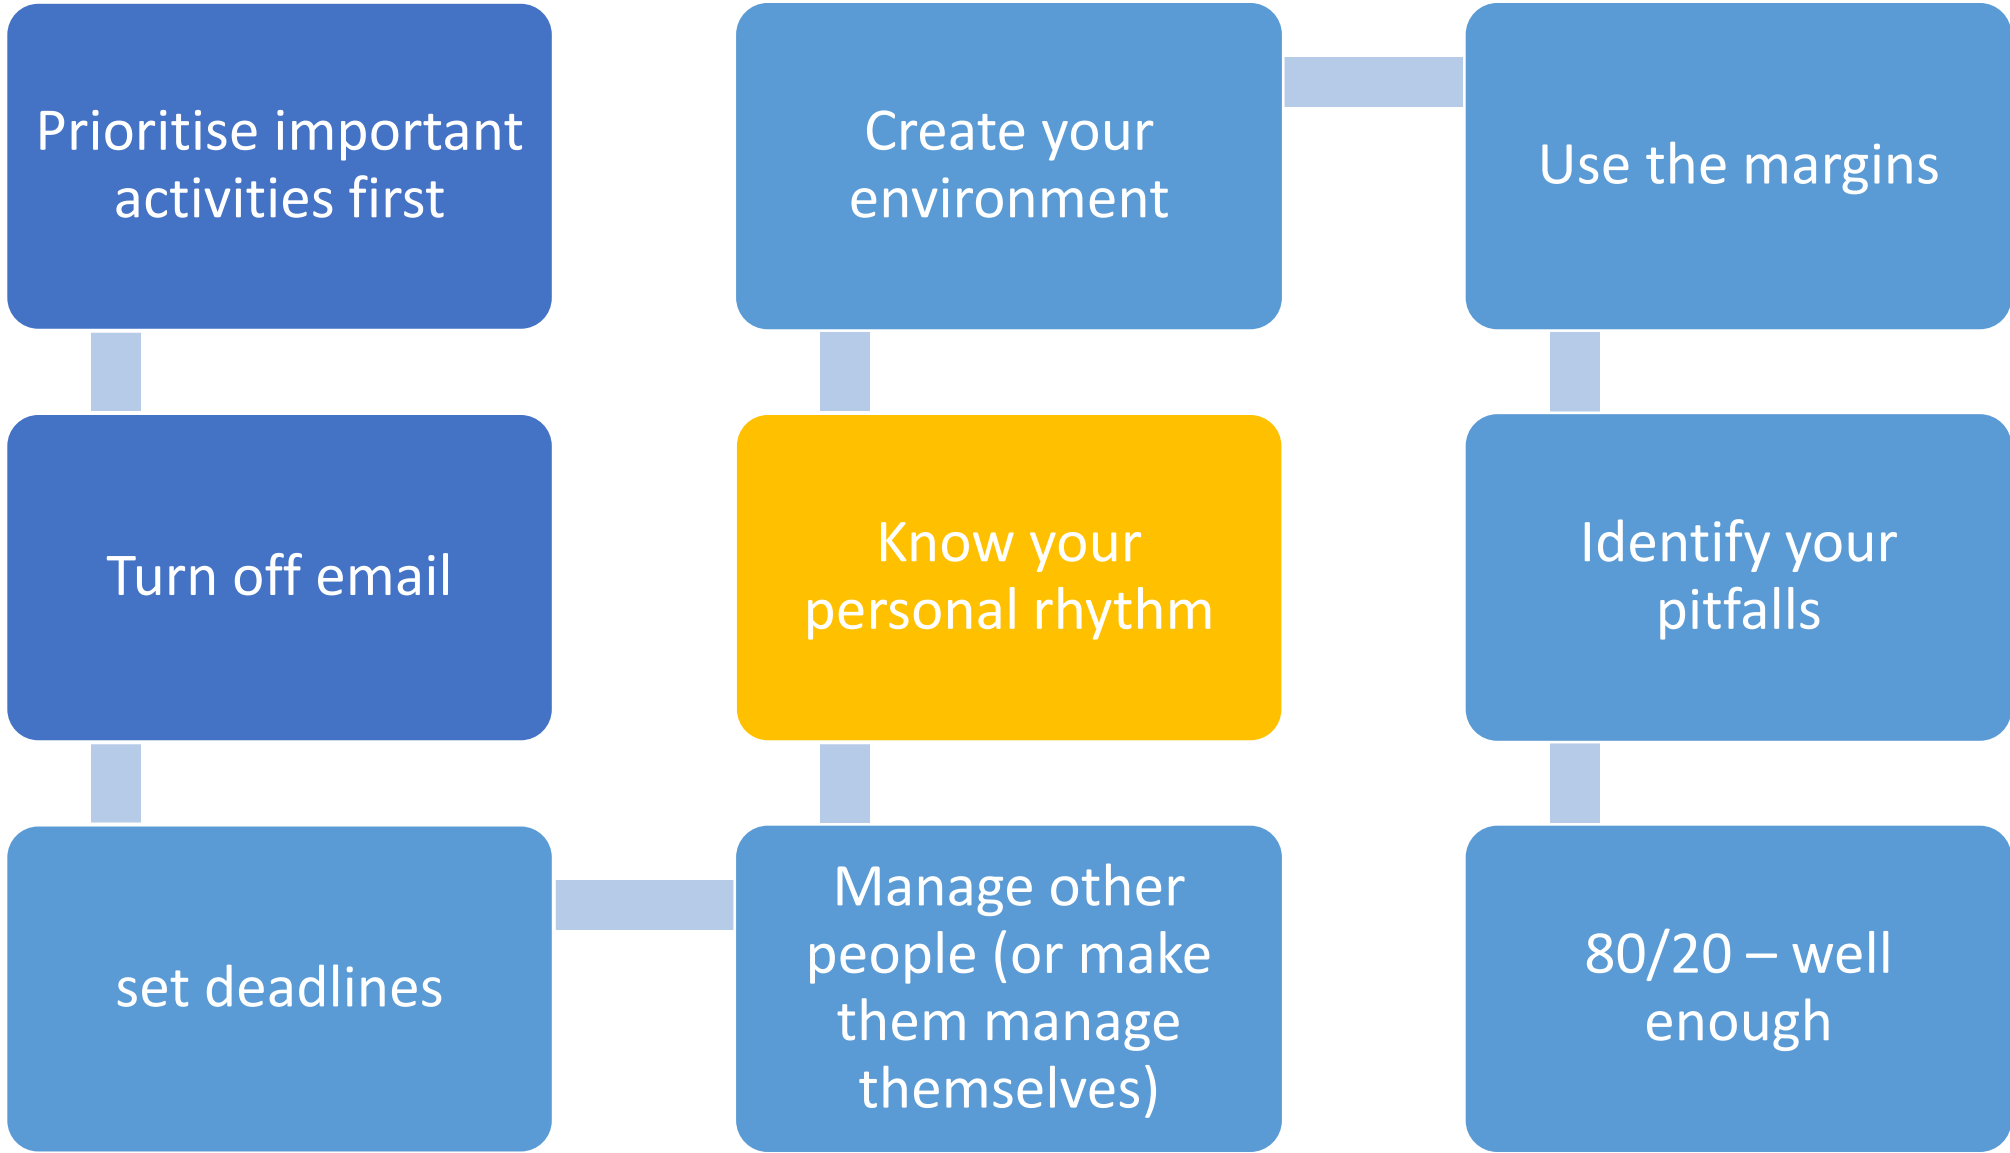 Prioritise important
activities first
Turn off email
set deadlines
Manage other
people (or make
them manage
themselves)
Know your
personal rhythm
Create your
environment
Use the margins
Identify your
pitfalls
80/20 – well
enough